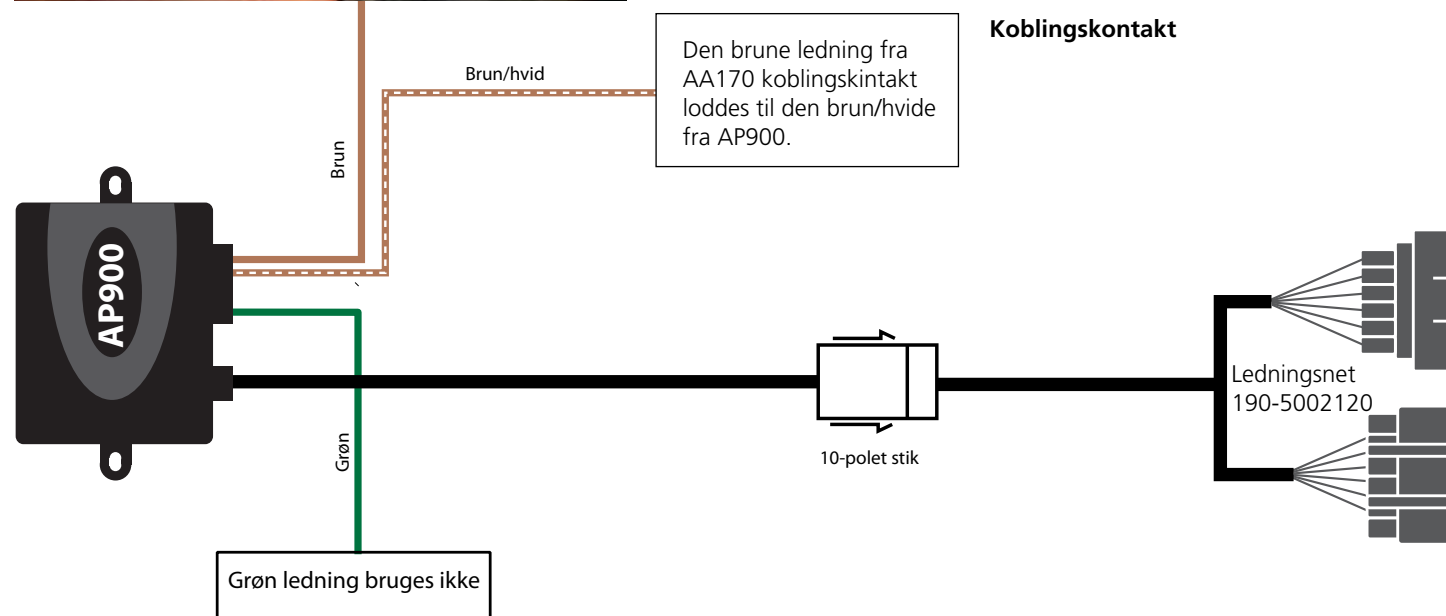 Koblingskontakt
Den brune ledning fra
AA170 koblingskintakt
loddes til den brun/hvide
fra AP900.
Brun/hvid
Brun
AP900
Ledningsnet
190-5002120
10-polet stik
Grøn
Grøn ledning bruges ikke